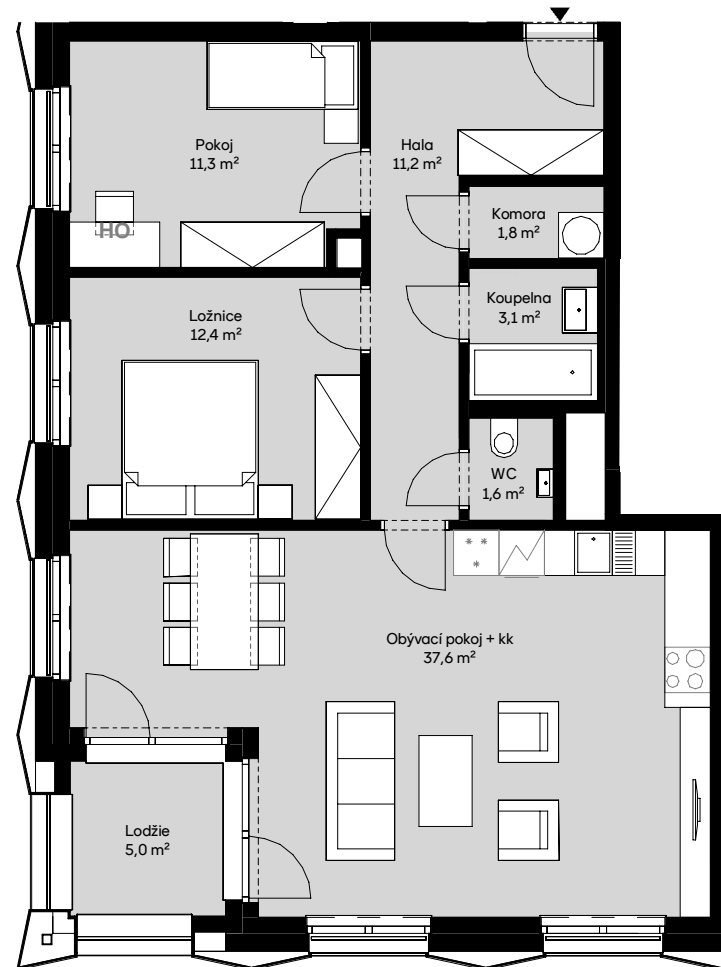 Pokoj
11,3 m²
Hala
11,2 m²
Komora
1,8 m²
HO
Koupelna
3,1 m²
Ložnice
12,4 m²
WC
1,6 m²
Obývací pokoj + kk
37,6 m²
Lodžie
5,0 m²